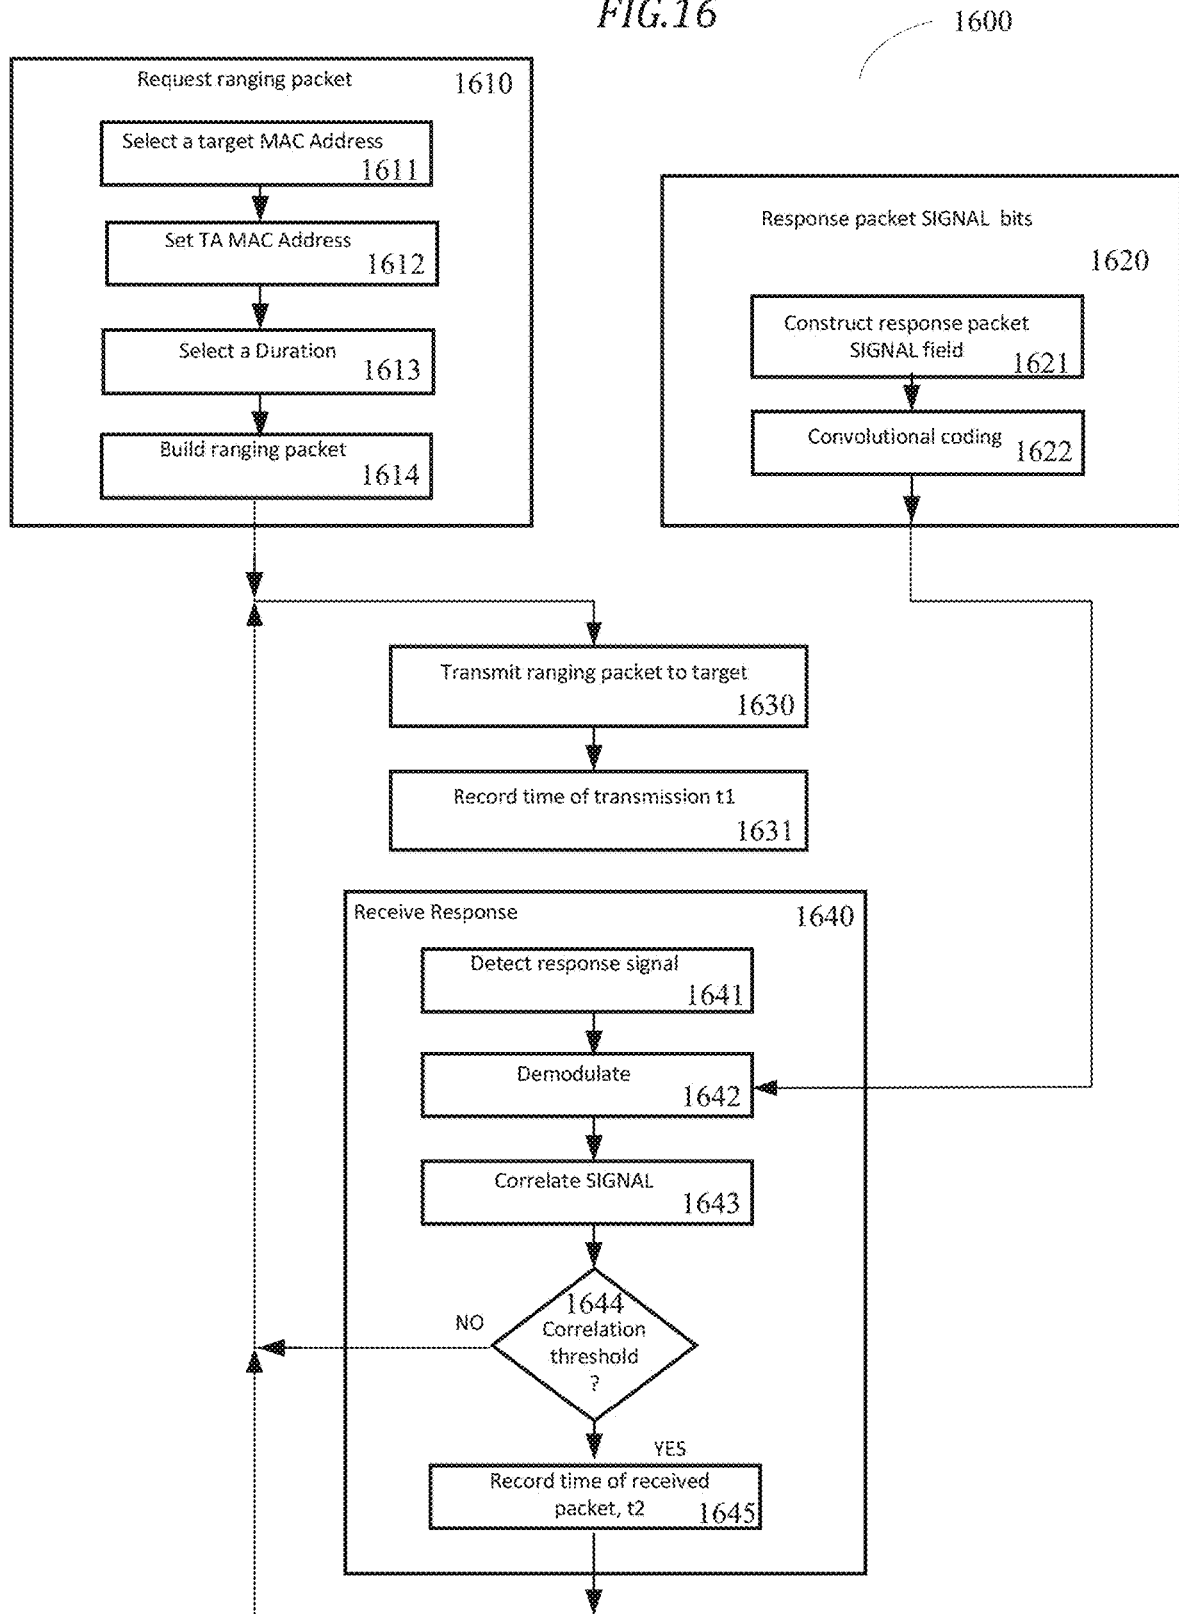 FIG.16
1600
Request ranging packet 1610
Select a target MAC Address
1611
Set TA MAC Address
1612
Select a Duration
1613
Build ranging packet
1614
Response packet SIGNAL bits
1620
Construct response packet
SIGNAL field
1621
Convolutional coding
1622
Transmit ranging packet to target
1630
Record time of transmission t1
1631
Receive Response 1640
Detect response signal
1641
Demodulate
1642
Correlate SIGNAL
1643
1644
Correlation
threshold
?
NO
YES
Record time of received
packet, t2
1645